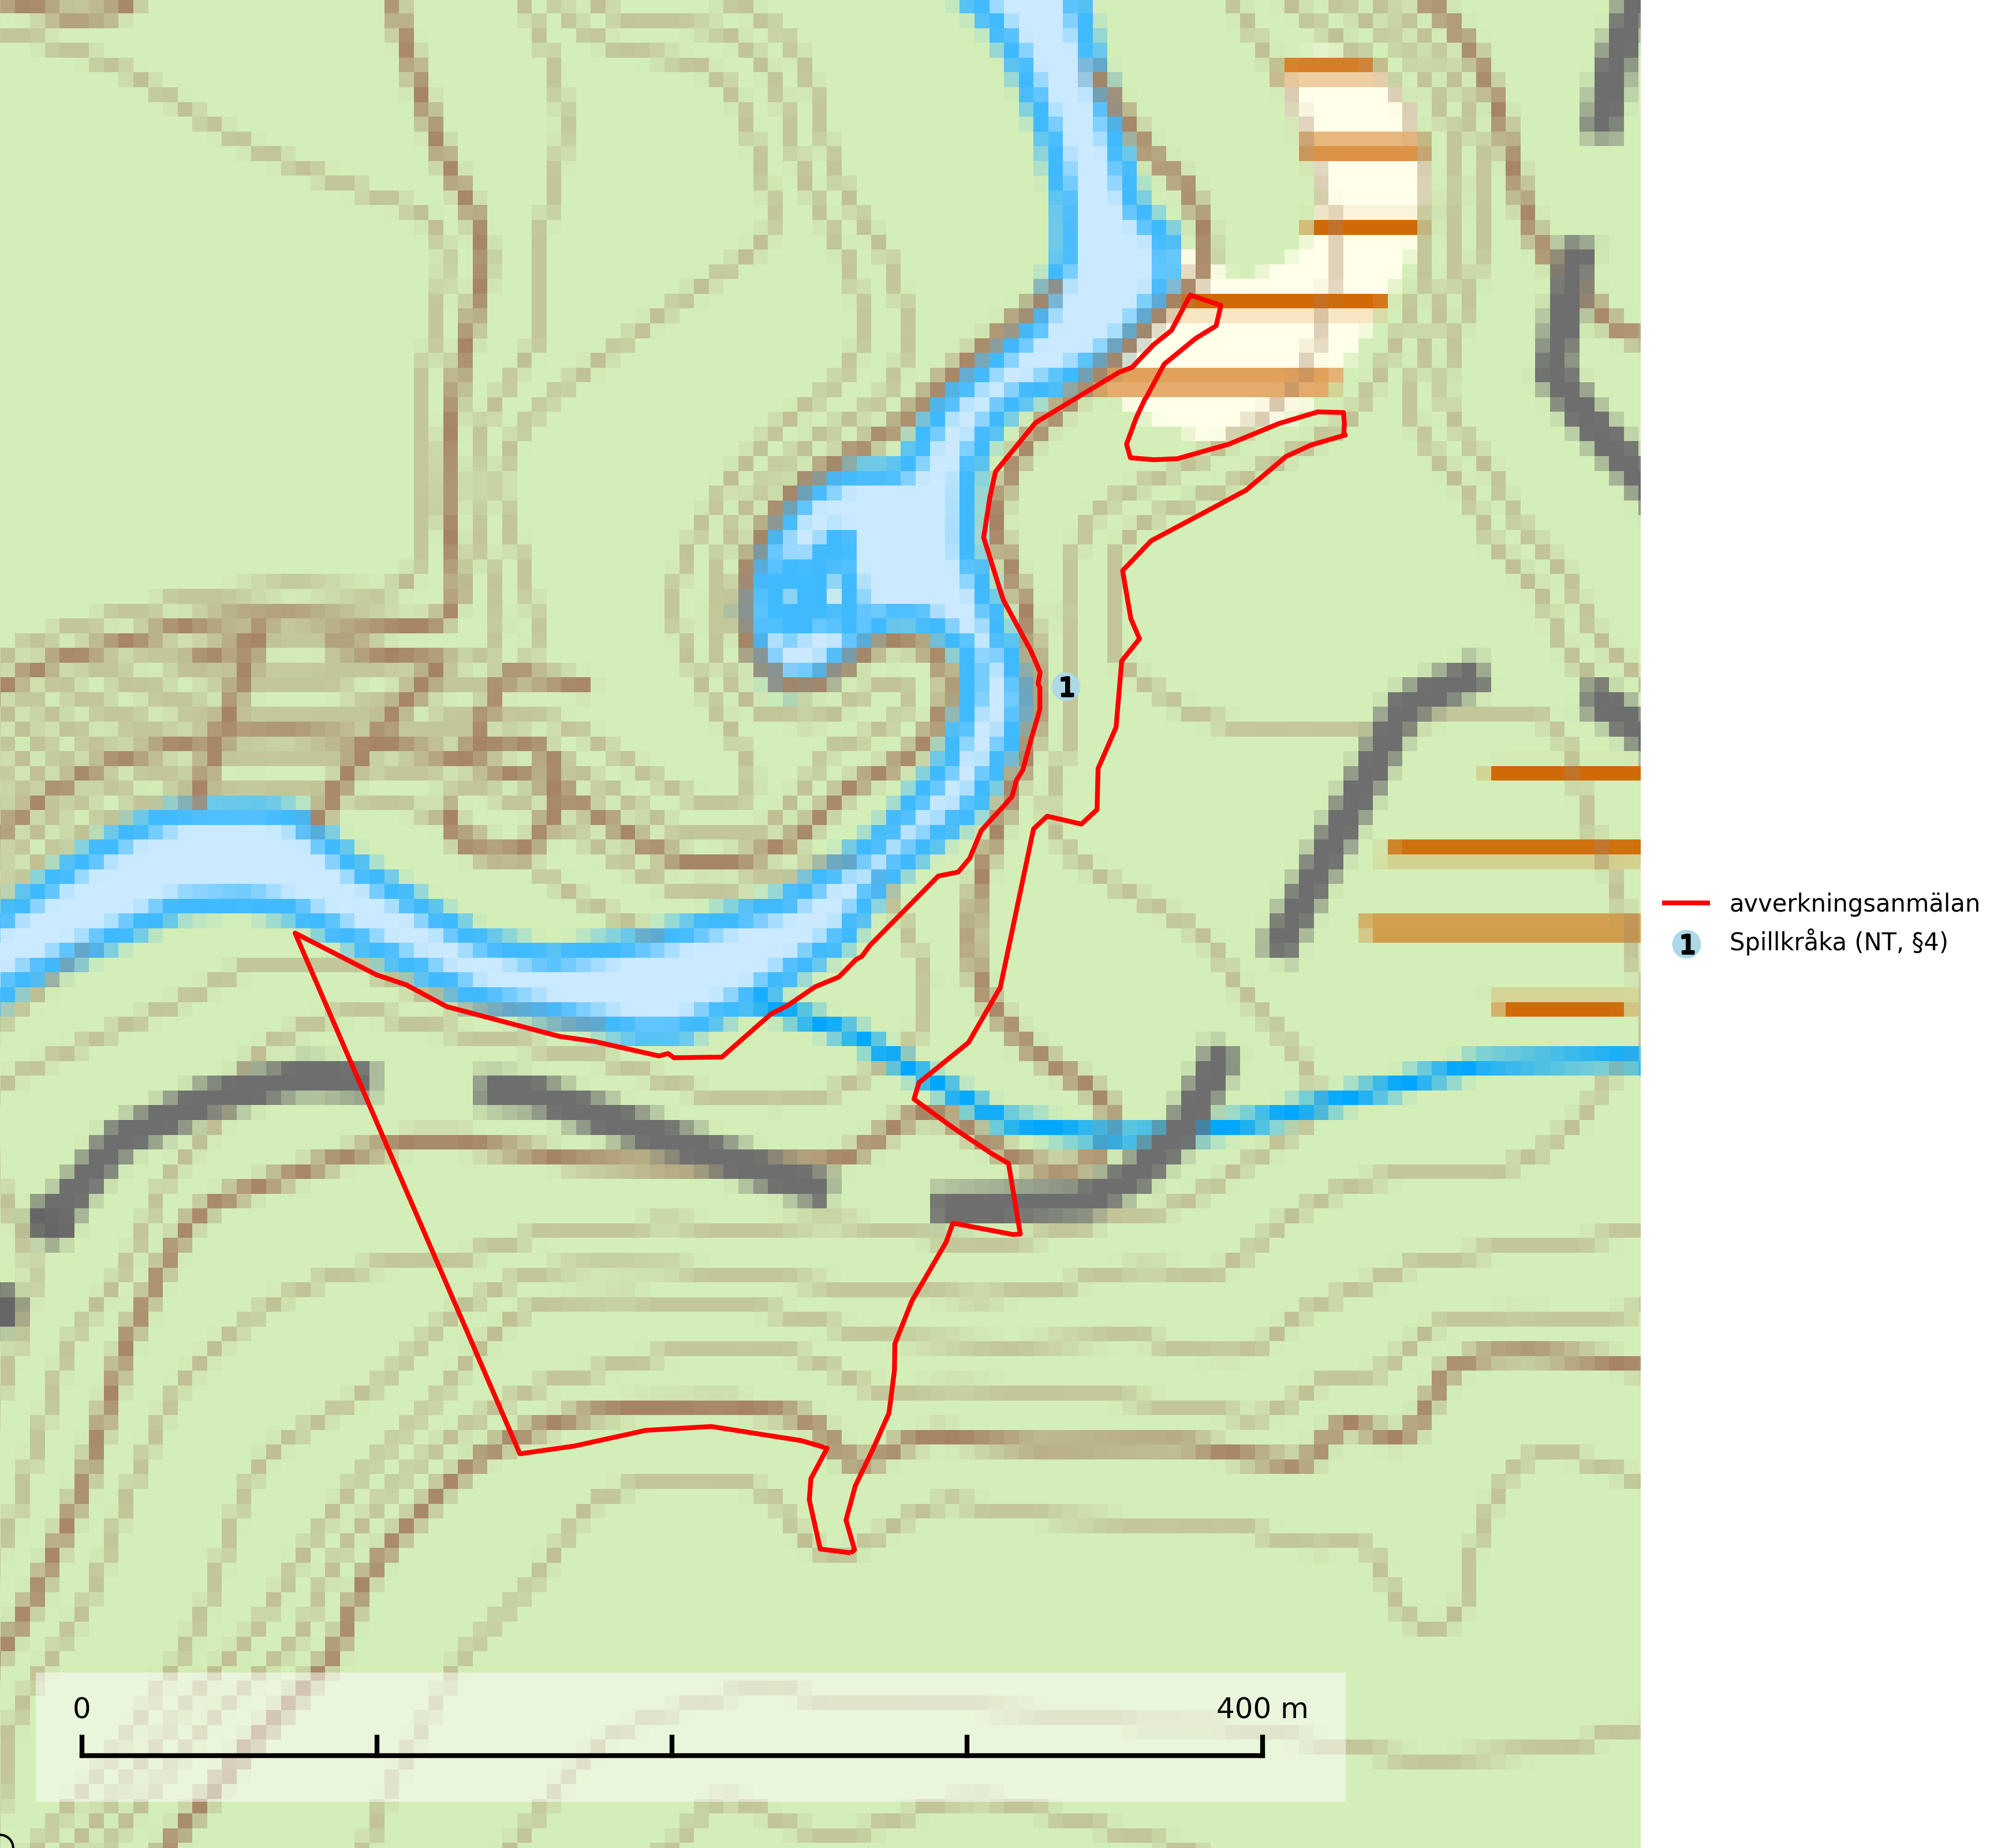 1
avverkningsanmälan
1 Spillkråka (NT, §4)
0 400 m